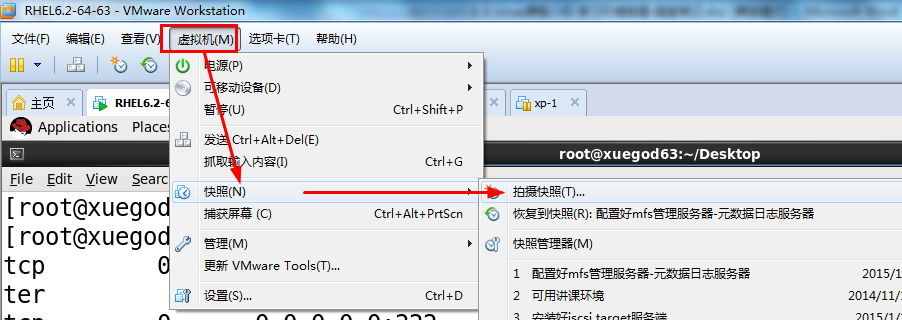 RHEL6.2-64-63 - VMware Workstation
文件(F) 编辑(E) 查看(V) 虚拟机(M) 选项卡(T) 帮助(H)
主页 RHEL6.2-6 xp-1
电源(P)
可移动设备(D)
暂停(U) Ctrl+Shift+P
发送 Ctrl+Alt+Del(E)
抓取输入内容(I) Ctrl+G
快照(N)
捕获屏幕 (C) Ctrl+Alt+PrtScn
管理(M)
更新 VMware Tools(T)...
设置(S)... Ctrl+D
拍摄快照(T)...
恢复到快照(R): 配置好mfs管理服务器-元数据日志服务器
快照管理器(M)
1 配置好mfs管理服务器-元数据日志服务器 2015/1
2 可用讲课环境 2014/11/
3 安装好iscsi target服务端 2015/1
Applications Places
root@xuegod63:~/Desktop
File Edit View Searc
[root@xuegod
[root@xuegod
tcp 0
ter
tcp 0 0 0.0.0.0:222